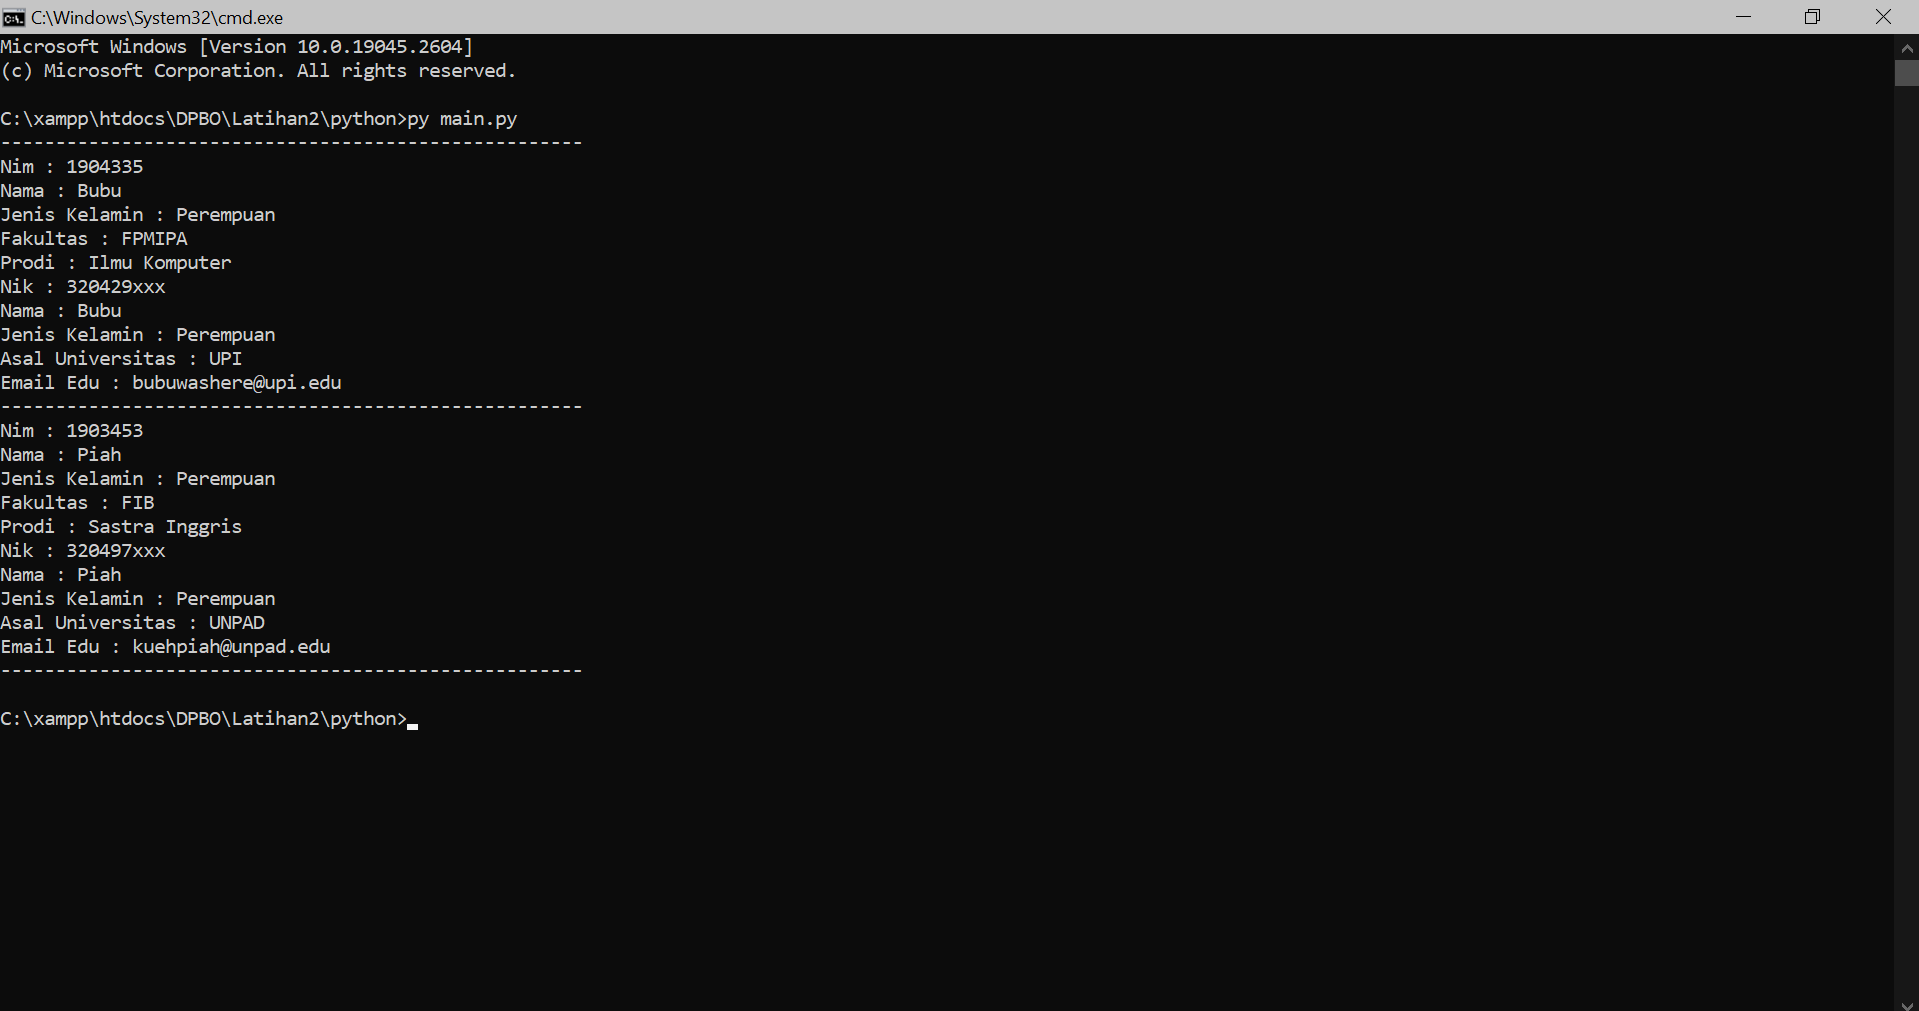 C:\Windows\System32\cmd.exe
Microsoft Windows [Version 10.0.19045.2604]
(c) Microsoft Corporation. All rights reserved.
C:\xampp\htdocs\DPBO\Latihan2\python>py main.py
-----------------------------------------------------
Nim : 1904335
Nama : Bubu
Jenis Kelamin : Perempuan
Fakultas : FPMIPA
Prodi : Ilmu Komputer
Nik : 320429xxx
Nama : Bubu
Jenis Kelamin : Perempuan
Asal Universitas : UPI
Email Edu : bubuwashere@upi.edu
-----------------------------------------------------
Nim : 1903453
Nama : Piah
Jenis Kelamin : Perempuan
Fakultas : FIB
Prodi : Sastra Inggris
Nik : 320497xxx
Nama : Piah
Jenis Kelamin : Perempuan
Asal Universitas : UNPAD
Email Edu : kuehpiah@unpad.edu
-----------------------------------------------------
C:\xampp\htdocs\DPBO\Latihan2\python>